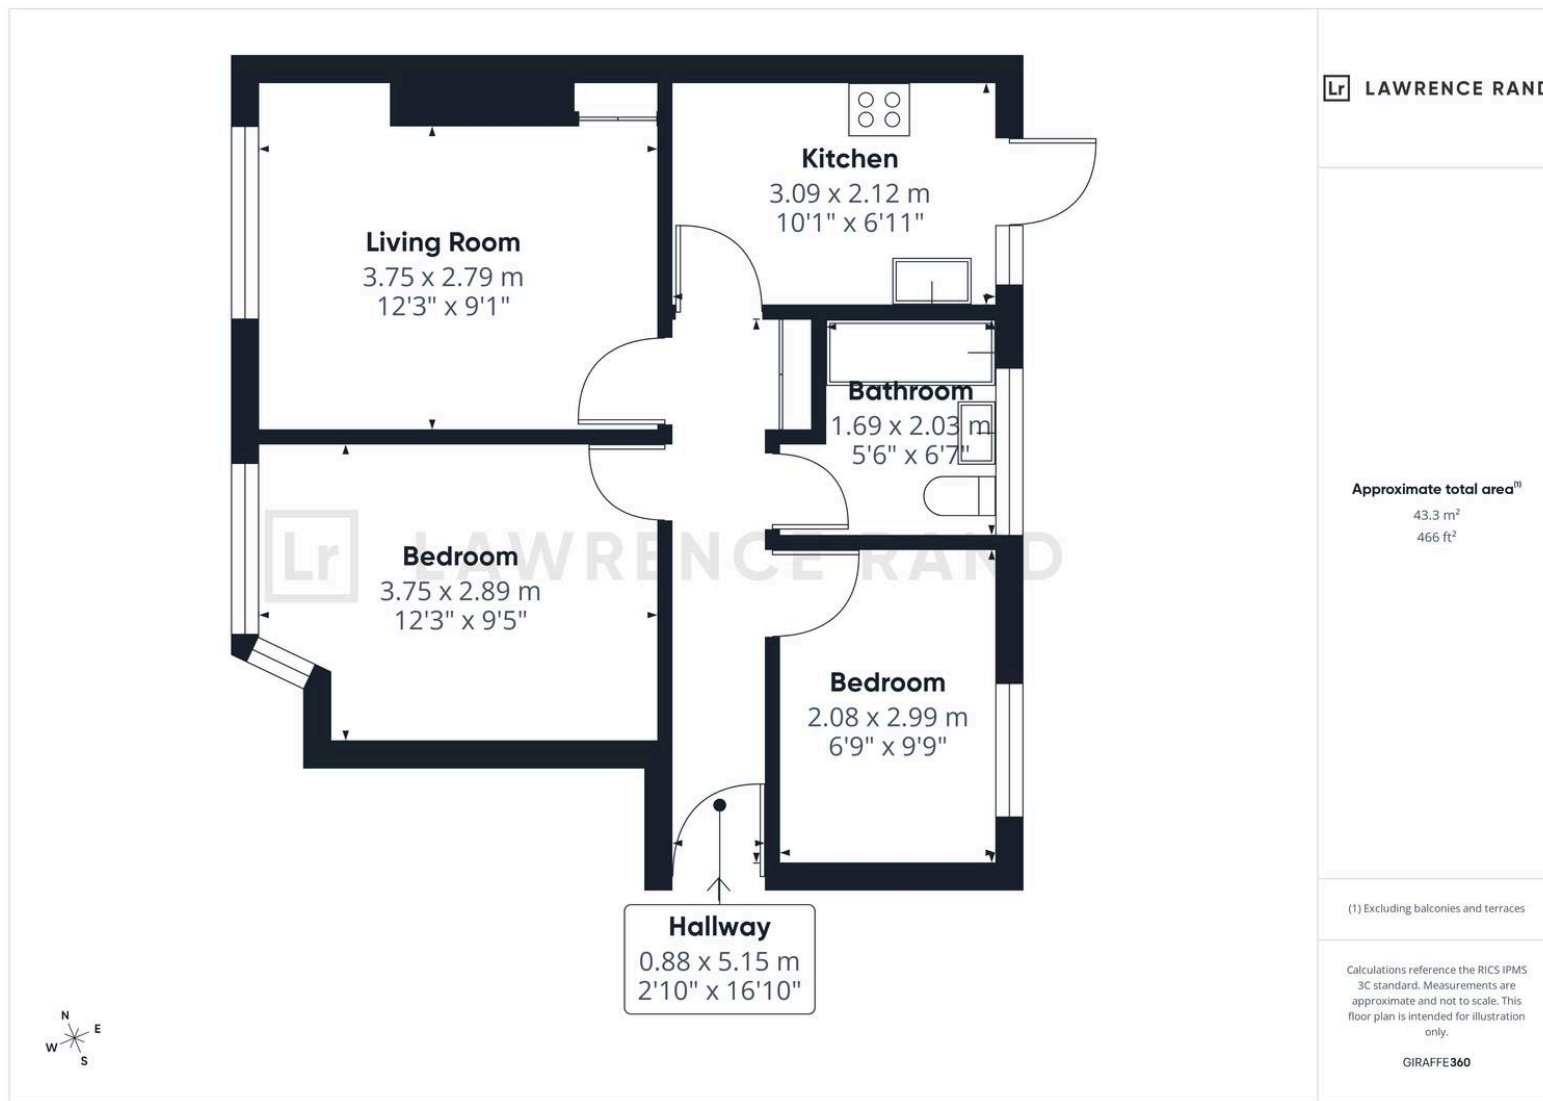 Living Room
3.75 x 2.79 m
12'3" x 9'1"
Kitchen
3.09 x 2.12 m
10'1" x 6'11"
Bathroom
1.69 x 2.03 m
5'6" x 6'7"
Bedroom
3.75 x 2.89 m
12'3" x 9'5"
Lr LAWRENCE RAND
Bedroom
2.08 x 2.99 m
6'9" x 9'9"
Hallway
0.88 x 5.15 m
2'10" x 16'10"
N
E
W
S
Lr LAWRENCE RAND
Approximate total area(1)
43.3 m²
466 ft²
(1) Excluding balconies and terraces
Calculations reference the RICS IPMS
3C standard. Measurements are
approximate and not to scale. This
floor plan is intended for illustration
only.
GIRAFFE360